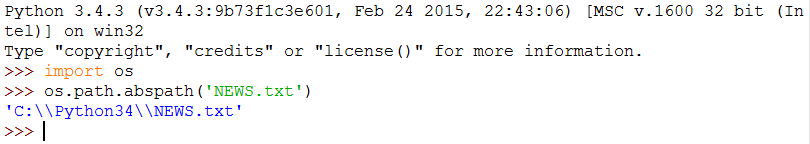 Python 3.4.3 (v3.4.3:9b73f1c3e601, Feb 24 2015, 22:43:06) [MSC v.1600 32 bit (In
tel)] on win32
Type "copyright", "credits" or "license()" for more information.
>>> import os
>>> os.path.abspath('NEWS.txt')
'C:\\Python34\\NEWS.txt'
>>>